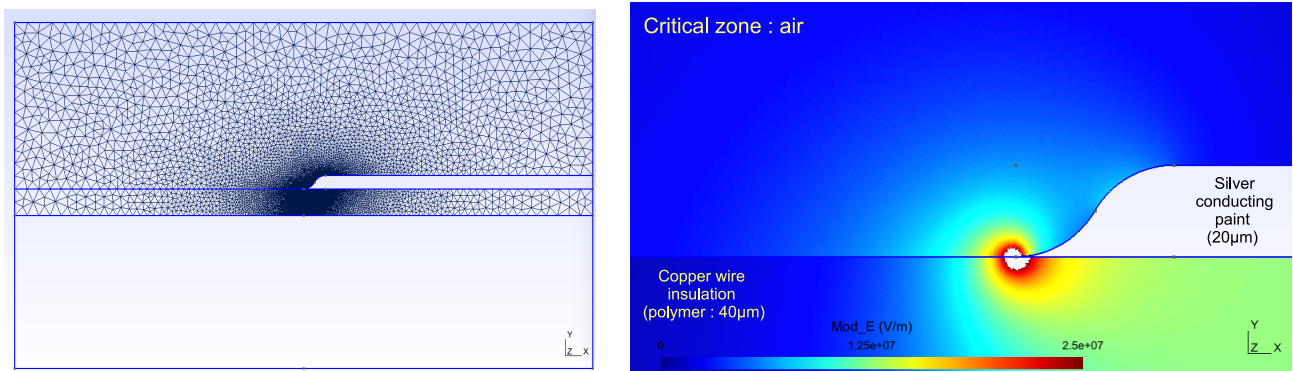 Y
Z X
Critical zone : air
Silver
conducting
paint
(20µm)
Copper wire
insulation
(polymer : 40µm)
Mod_E (V/m)
0 1.25e+07 2.5e+07
Y
Z X